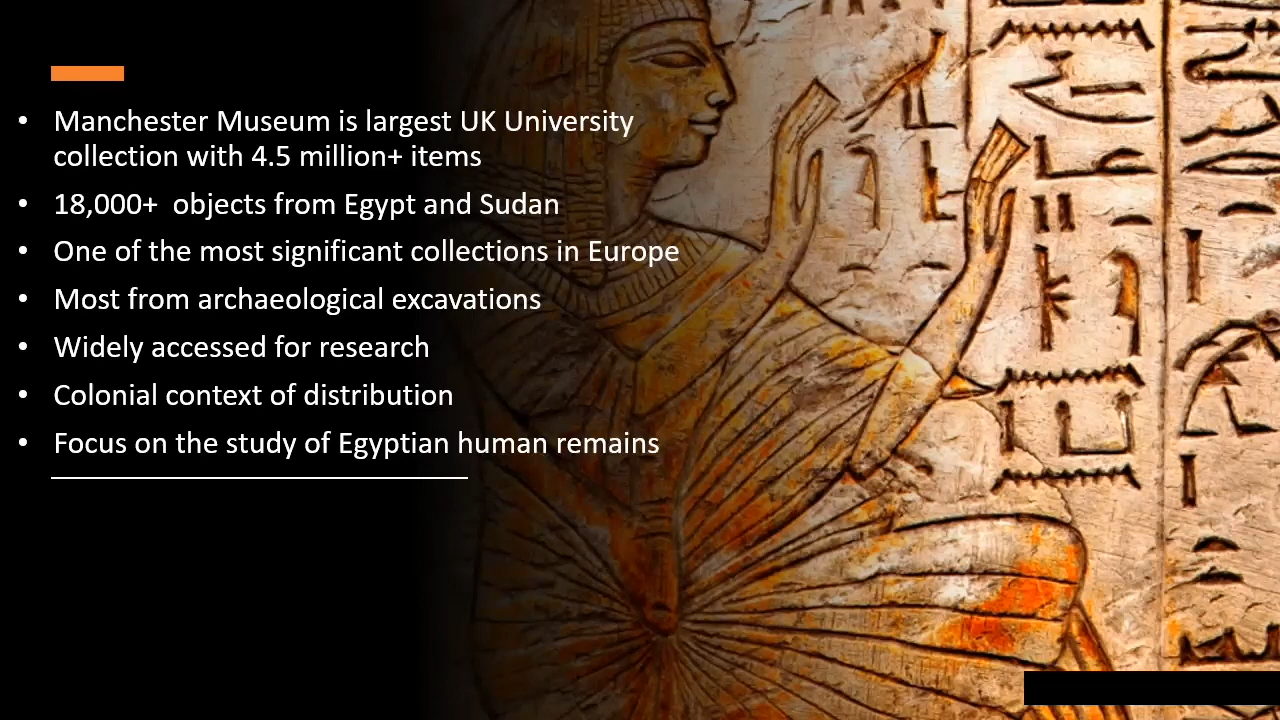 • Manchester Museum is largest UK University
collection with 4.5 million+ items
• 18,000+  objects from Egypt and Sudan
• One of the most significant collections in Europe
• Most from archaeological excavations
• Widely accessed for research
• Colonial context of distribution
• Focus on the study of Egyptian human remains